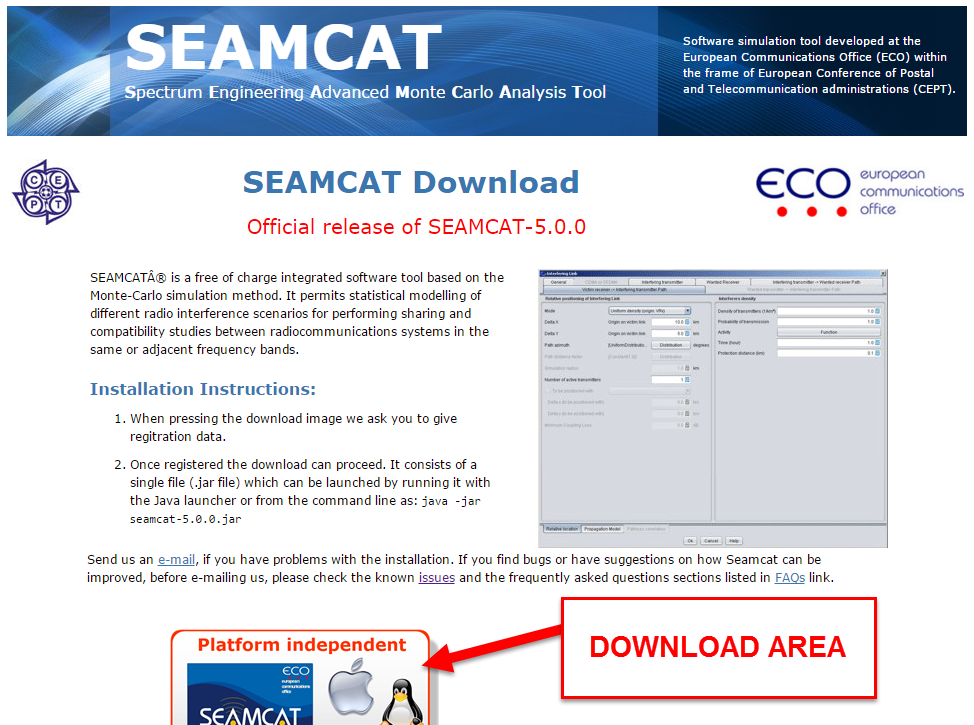 SEAMCAT
Spectrum Engineering Advanced Monte Carlo Analysis Tool
Software simulation tool developed at the
European Communications Office (ECO) within
the frame of European Conference of Postal
and Telecommunication administrations (CEPT).
C E
P T
SEAMCAT Download
Official release of SEAMCAT-5.0.0
ECO european
communications
office
SEAMCATÂ® is a free of charge integrated software tool based on the
Monte-Carlo simulation method. It permits statistical modelling of
different radio interference scenarios for performing sharing and
compatibility studies between radiocommunications systems in the
same or adjacent frequency bands.
Installation Instructions:
1. When pressing the download image we ask you to give
regitration data.
2. Once registered the download can proceed. It consists of a
single file (.jar file) which can be launched by running it with
the Java launcher or from the command line as: java -jar
seamcat-5.0.0.jar
Interfering Link
General
Interfering transmitter
Wanted Receiver
Interfering transmitter -> Wanted receiver Path
Victim receiver -> Interfering transmitter Path
Relative positioning of Interfering Link
Mode
Delta X Origin on victim link 10.0 km
Delta Y Origin on victim link 0.0 km
Path azimuth Distribution degrees
Number of active transmitters 1
Interferers density
Density of transmitters (1/km²) 1.0
Probability of transmission 1.0
Activity Function
Time (hour) 1.0
Protection distance (km) 0.1
Relative location Propagation Model
Ok Cancel Help
Send us an e-mail, if you have problems with the installation. If you find bugs or have suggestions on how Seamcat can be
improved, before e-mailing us, please check the known issues and the frequently asked questions sections listed in FAQs link.
Platform independent
ECO
european
communications
office
SEAMCAT
DOWNLOAD AREA